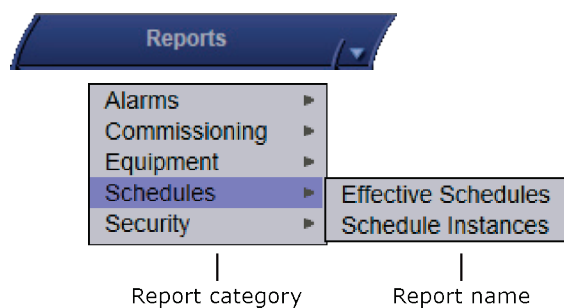 Reports
Alarms
Commissioning
Equipment
Schedules
Security
Effective Schedules
Schedule Instances
Report category
Report name